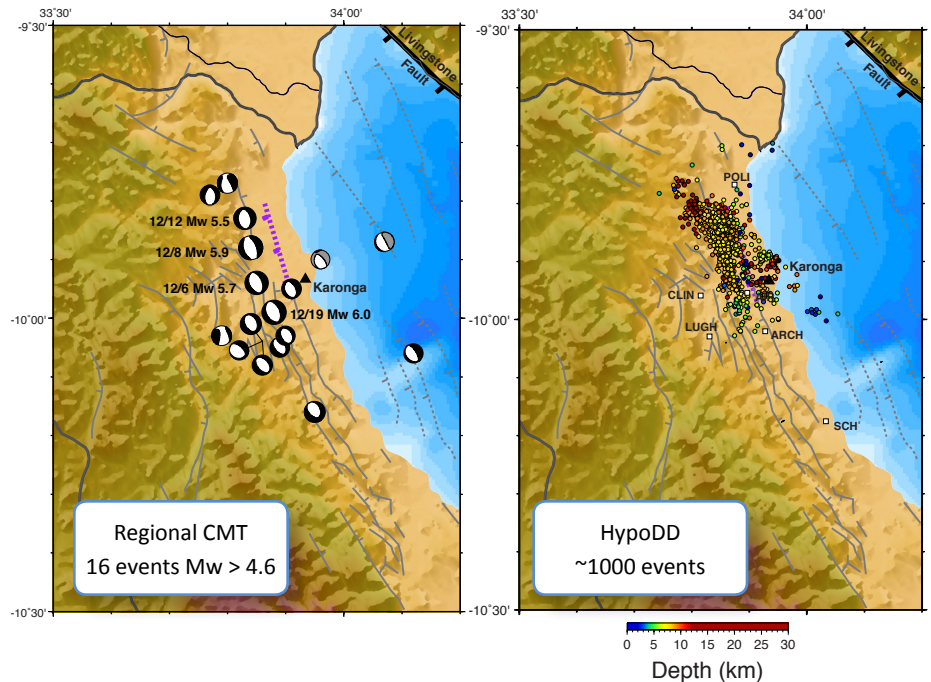 33˚30'
34˚00'
-9˚30'
Livingstone
Fault
12/12 Mw 5.5
12/8 Mw 5.9
12/6 Mw 5.7
Karonga
12/19 Mw 6.0
-10˚00'
-10˚30'
Regional CMT
16 events Mw > 4.6
33˚30'
34˚00'
-9˚30'
Livingstone
Fault
POLI
Karonga
CLIN
LUGH
ARCH
SCH
-10˚00'
-10˚30'
HypoDD
~1000 events
0 5 10 15 20 25 30
Depth (km)